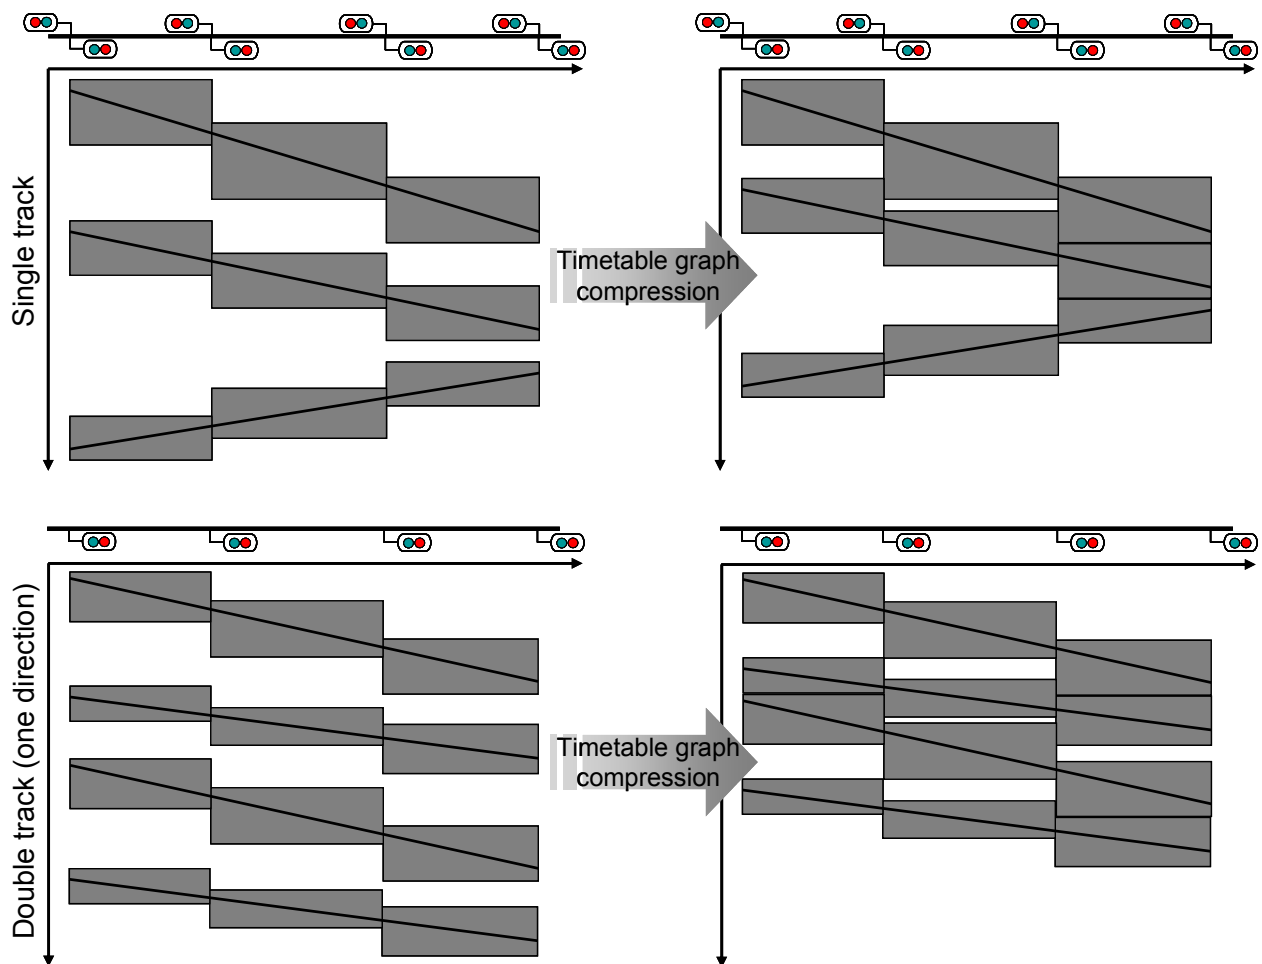 Single track
Timetable graph
compression
Double track (one direction)
Timetable graph
compression